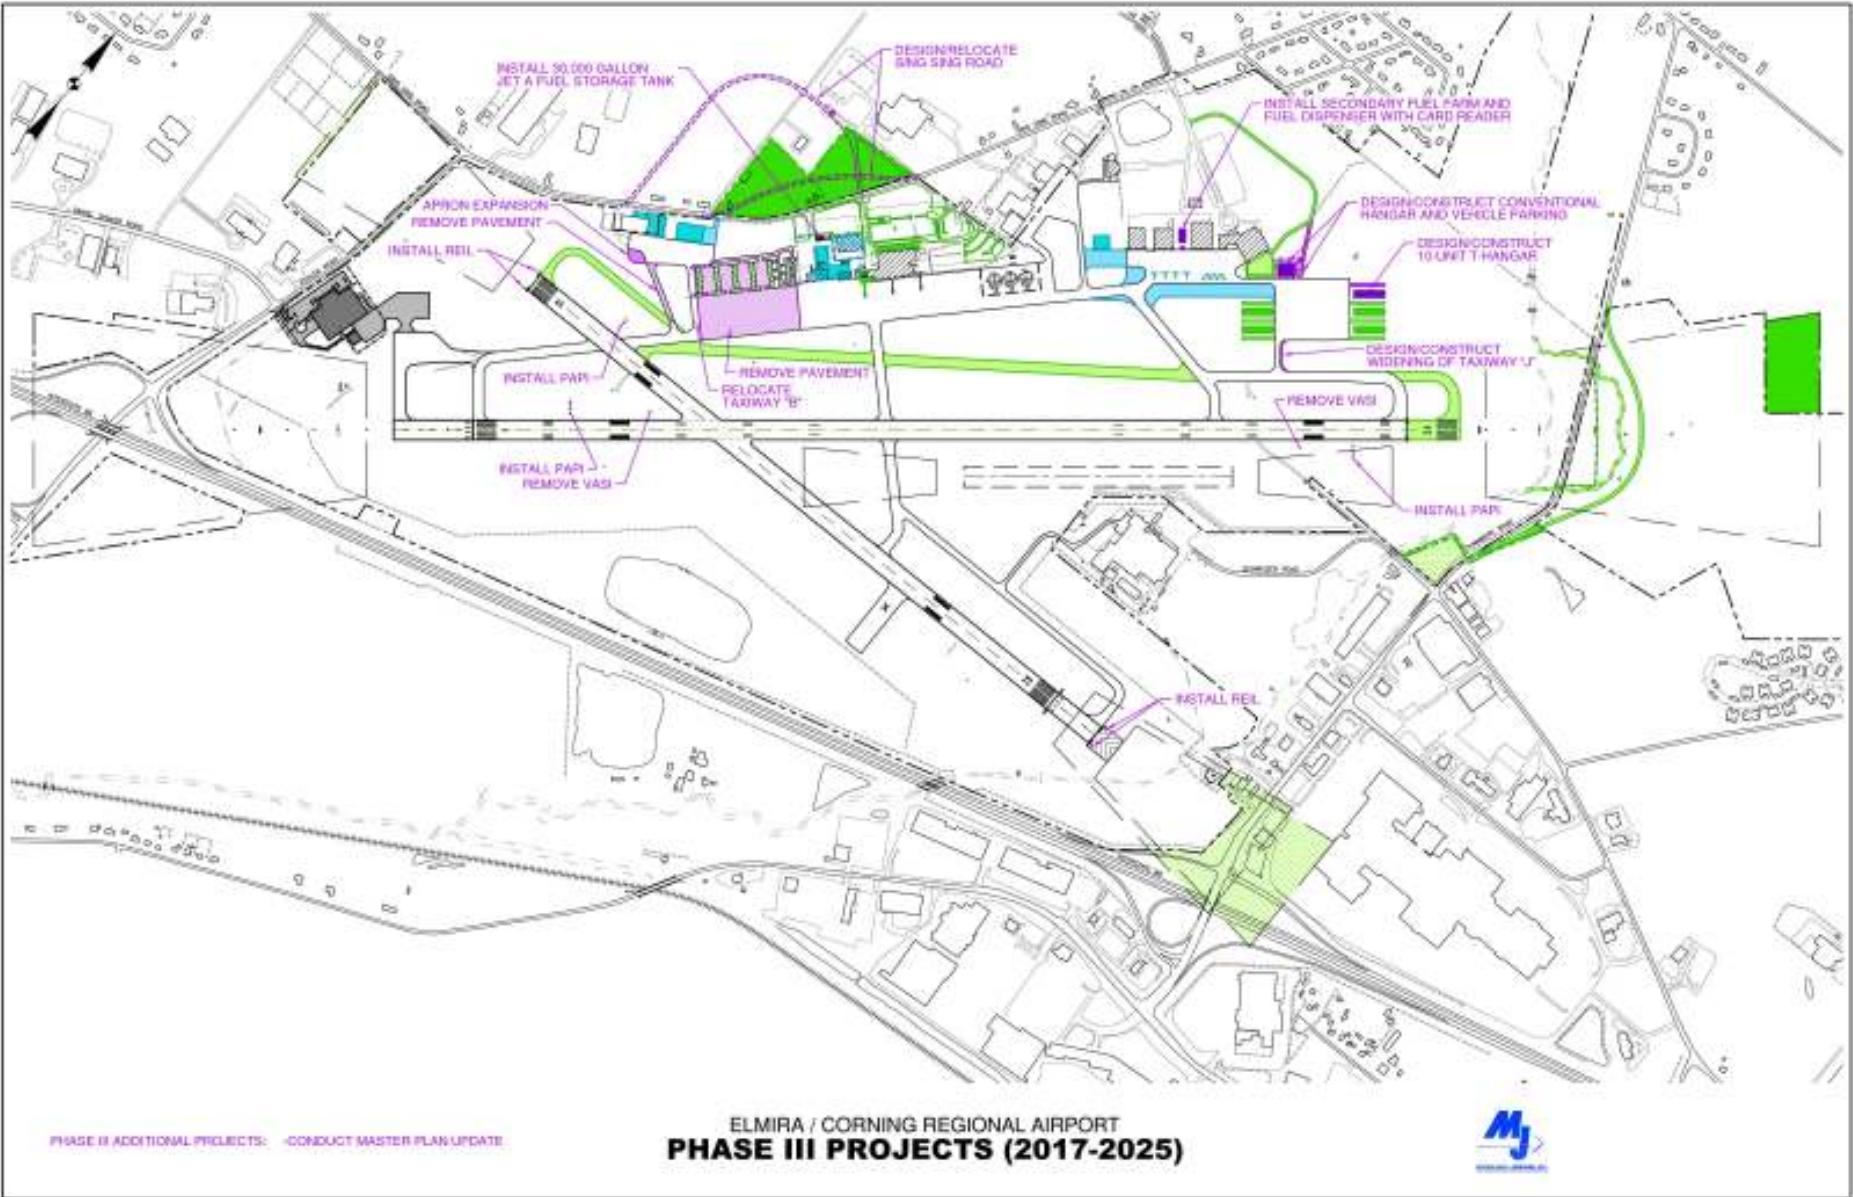 DESIGN/RELOCATE
SING SING ROAD
INSTALL 30,000 GALLON
JET A FUEL STORAGE TANK
INSTALL SECONDARY FUEL FARM AND
FUEL DISPENSER WITH CARD READER
APRON EXPANSION
REMOVE PAVEMENT
INSTALL REIL
DESIGN/CONSTRUCT CONVENTIONAL
HANGAR AND VEHICLE PARKING
DESIGN/CONSTRUCT
10-UNIT T-HANGAR
DESIGN/CONSTRUCT
WIDENING OF TAXIWAY "J"
INSTALL PAPI
REMOVE PAVEMENT
RELOCATE
TAXIWAY "B"
REMOVE VASI
INSTALL PAPI
REMOVE VASI
INSTALL PAPI
INSTALL REIL
PHASE III ADDITIONAL PROJECTS: -CONDUCT MASTER PLAN UPDATE
ELMIRA / CORNING REGIONAL AIRPORT
PHASE III PROJECTS (2017-2025)
MJ